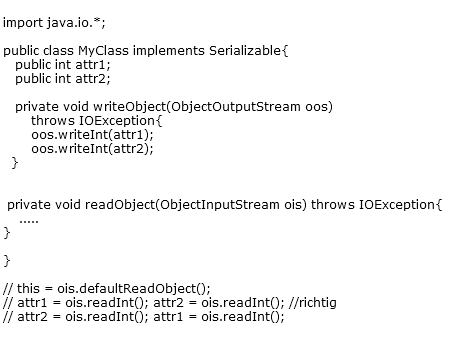 import java.io.*;
public class MyClass implements Serializable{
public int attr1;
public int attr2;
private void writeObject(ObjectOutputStream oos)
throws IOException{
oos.writeInt(attr1);
oos.writeInt(attr2);
}
private void readObject(ObjectInputStream ois) throws IOException{
.....
}
}
// this = ois.defaultReadObject();
// attr1 = ois.readInt(); attr2 = ois.readInt(); //richtig
// attr2 = ois.readInt(); attr1 = ois.readInt();